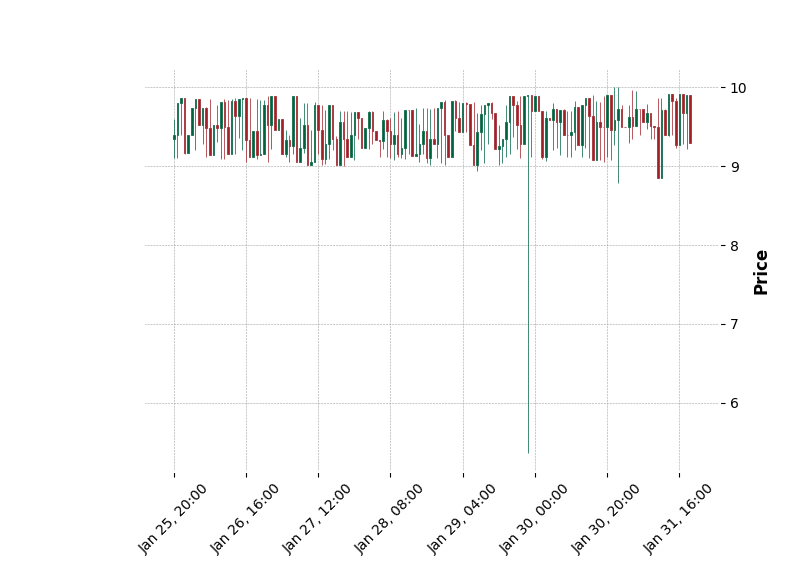 10
9
8
7
6
Price
Jan 25, 20:00
Jan 26, 16:00
Jan 27, 12:00
Jan 28, 08:00
Jan 29, 04:00
Jan 30, 00:00
Jan 30, 20:00
Jan 31, 16:00